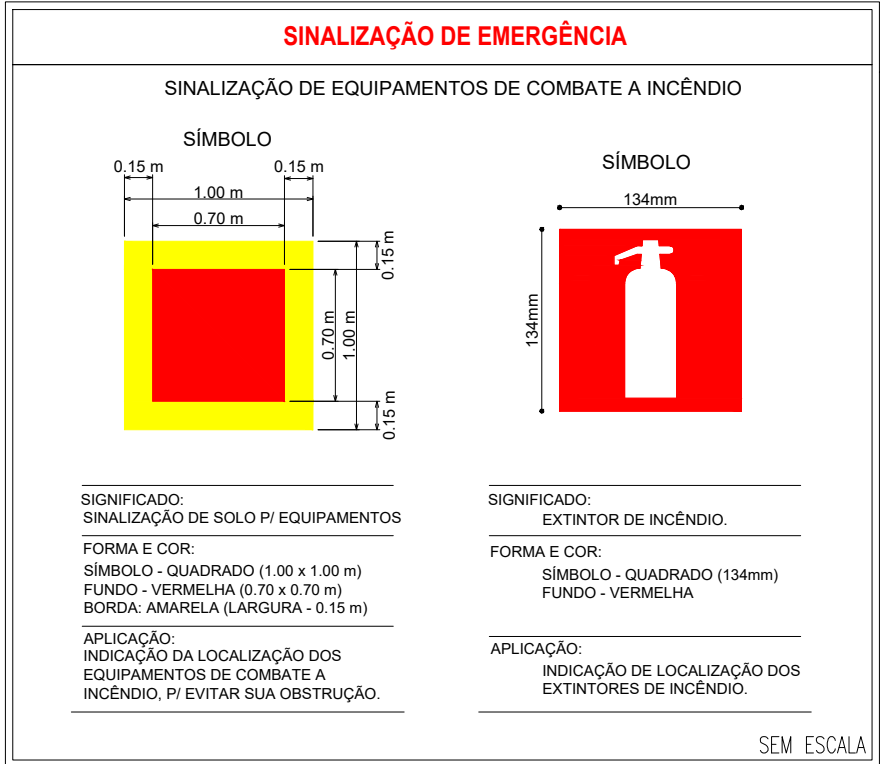 SINALIZAÇÃO DE EMERGÊNCIA
SINALIZAÇÃO DE EQUIPAMENTOS DE COMBATE A INCÊNDIO
SÍMBOLO
0.15 m
0.15 m
1.00 m
0.70 m
0.15 m
0.70 m
1.00 m
0.15 m
SIGNIFICADO:
SINALIZAÇÃO DE SOLO P/ EQUIPAMENTOS
FORMA E COR:
SÍMBOLO - QUADRADO (1.00 x 1.00 m)
FUNDO - VERMELHA (0.70 x 0.70 m)
BORDA: AMARELA (LARGURA - 0.15 m)
APLICAÇÃO:
INDICAÇÃO DA LOCALIZAÇÃO DOS
EQUIPAMENTOS DE COMBATE A
INCÊNDIO, P/ EVITAR SUA OBSTRUÇÃO.
SÍMBOLO
134mm
134mm
SIGNIFICADO:
EXTINTOR DE INCÊNDIO.
FORMA E COR:
SÍMBOLO - QUADRADO (134mm)
FUNDO - VERMELHA
APLICAÇÃO:
INDICAÇÃO DE LOCALIZAÇÃO DOS
EXTINTORES DE INCÊNDIO.
SEM ESCALA